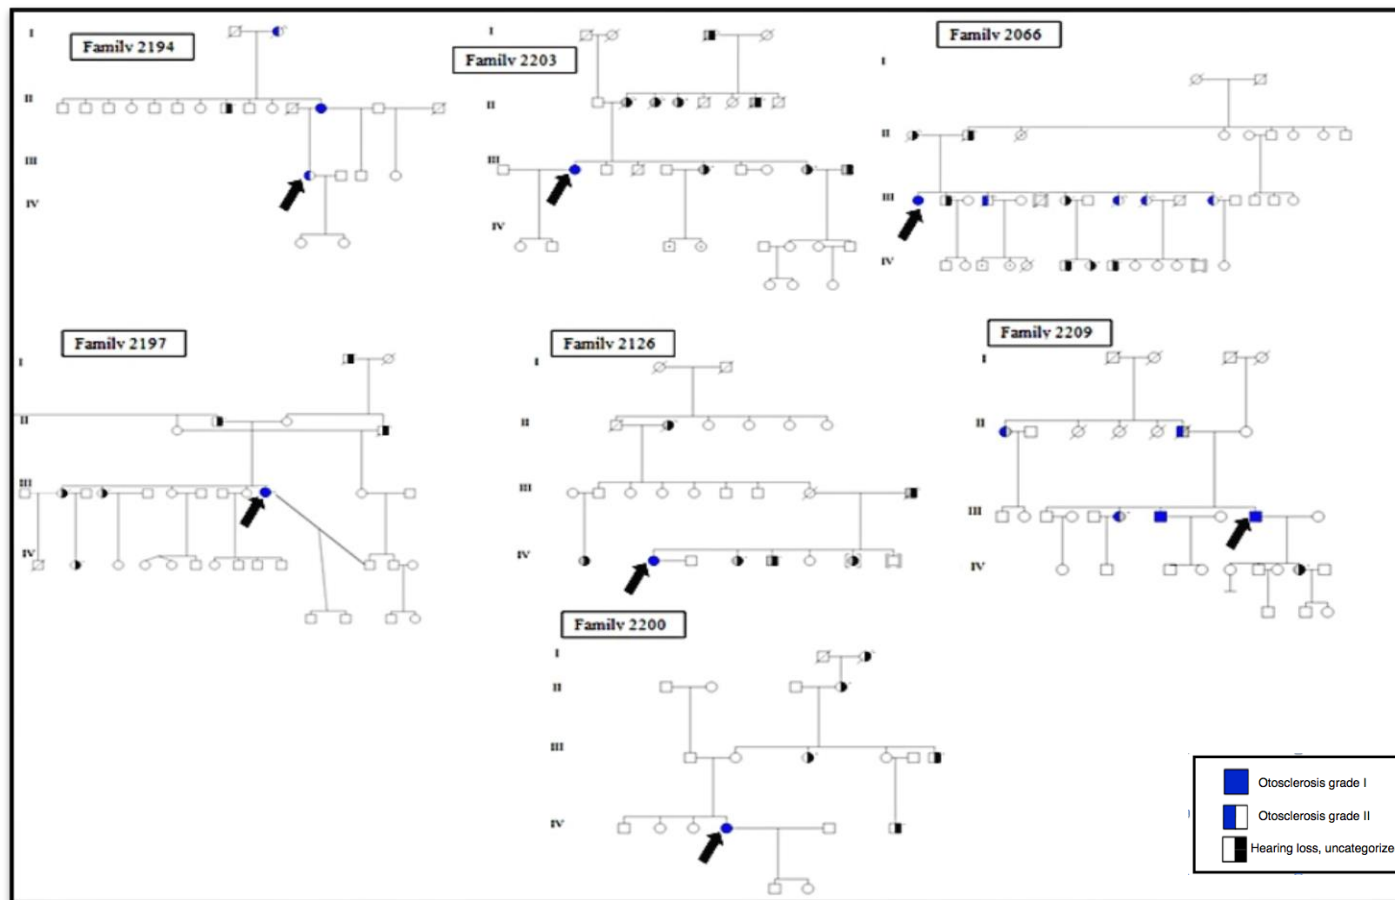 Family 2194
I
II
III
IV
Family 2203
I
II
III
IV
Family 2066
I
II
III
IV
Family 2197
I
II
III
IV
Family 2126
I
II
III
IV
Family 2209
I
II
III
IV
Family 2200
I
II
III
IV
Otosclerosis grade I
Otosclerosis grade II
Hearing loss, uncategorize